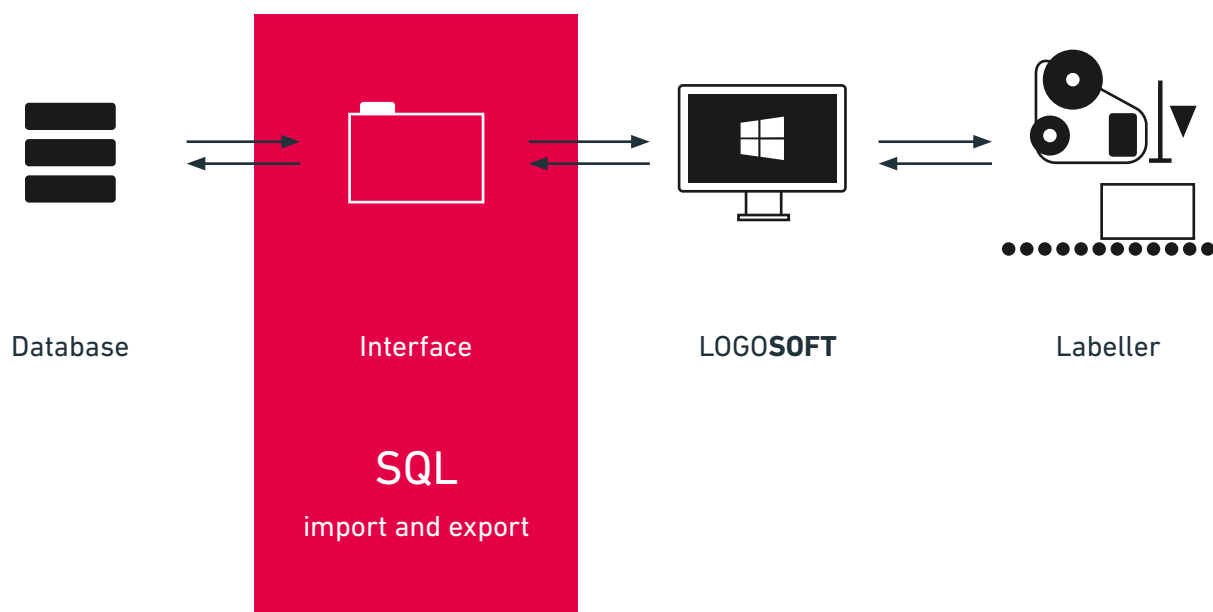 Database
Interface
LOGOSOFT
Labeller
SQL
import and export